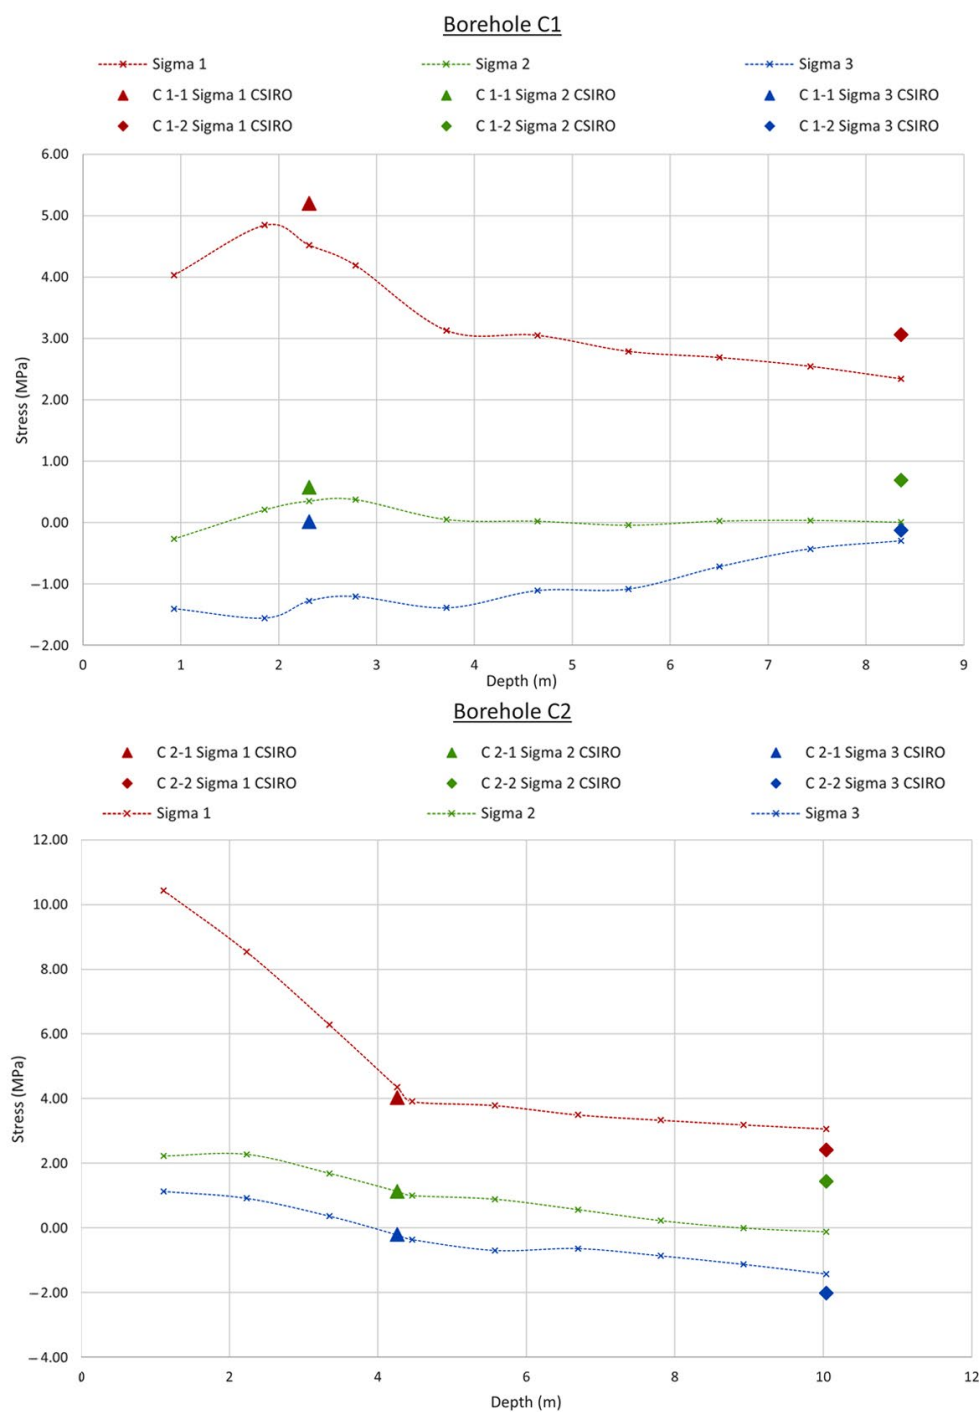 Borehole C1
Sigma 1 Sigma 2 Sigma 3
C 1-1 Sigma 1 CSIRO C 1-1 Sigma 2 CSIRO C 1-1 Sigma 3 CSIRO
C 1-2 Sigma 1 CSIRO C 1-2 Sigma 2 CSIRO C 1-2 Sigma 3 CSIRO
6.00
5.00
4.00
3.00
2.00
1.00
0.00
−1.00
−2.00
Stress (MPa)
0 1 2 3 4 5 6 7 8 9
Depth (m)
Borehole C2
C 2-1 Sigma 1 CSIRO C 2-1 Sigma 2 CSIRO C 2-1 Sigma 3 CSIRO
C 2-2 Sigma 1 CSIRO C 2-2 Sigma 2 CSIRO C 2-2 Sigma 3 CSIRO
Sigma 1 Sigma 2 Sigma 3
12.00
10.00
8.00
6.00
4.00
2.00
0.00
−2.00
−4.00
Stress (MPa)
0 2 4 6 8 10 12
Depth (m)